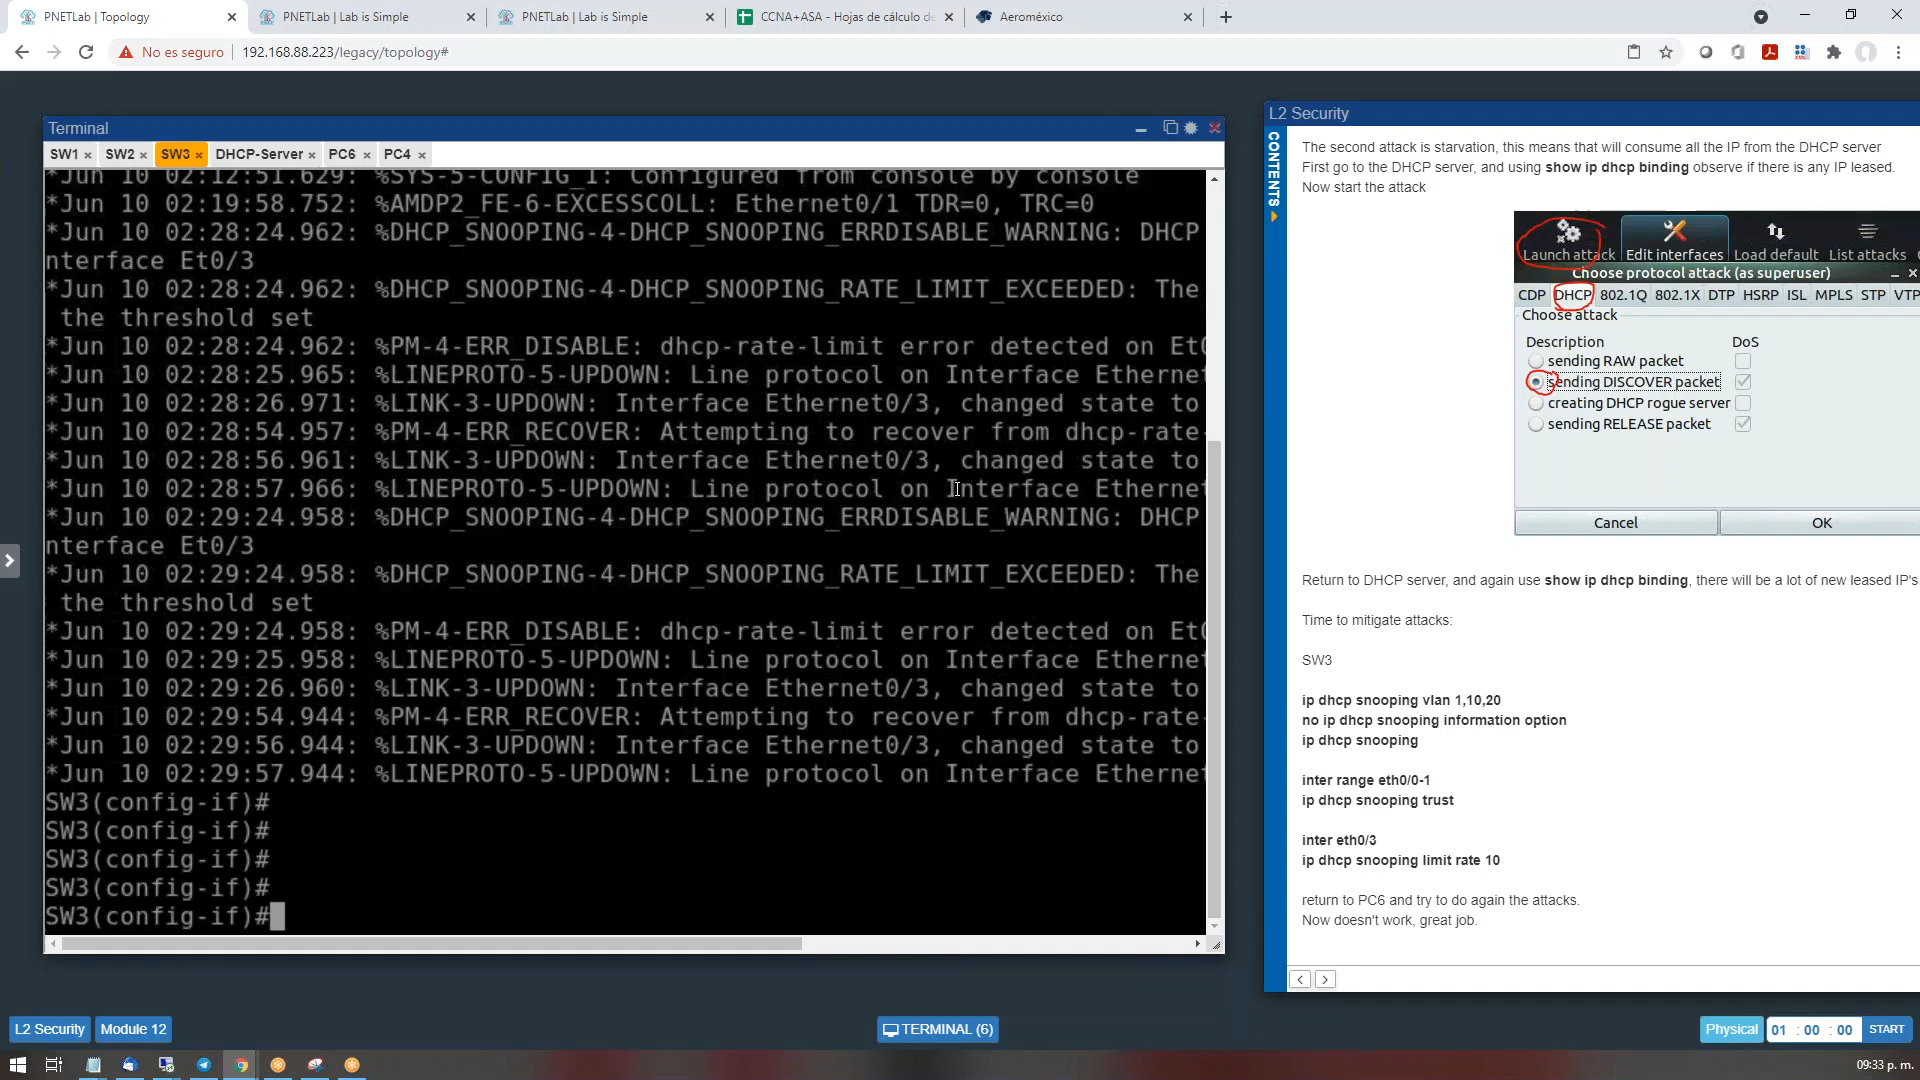 PNETLab | Topology
PNETLab | Lab is Simple
PNETLab | Lab is Simple
CCNA+ASA - Hojas de cálculo de
Aeroméxico
No es seguro
192.168.88.223/legacy/topology#
Terminal
SW1
SW2
SW3
DHCP-Server
PC6
PC4
*Jun 10 02:12:51.629: %SYS-5-CONFIG_I: Configured from console by console
*Jun 10 02:19:58.752: %AMDP2_FE-6-EXCESSCOLL: Ethernet0/1 TDR=0, TRC=0
*Jun 10 02:28:24.962: %DHCP_SNOOPING-4-DHCP_SNOOPING_ERRDISABLE_WARNING: DHCP
nterface Et0/3
*Jun 10 02:28:24.962: %DHCP_SNOOPING-4-DHCP_SNOOPING_RATE_LIMIT_EXCEEDED: The
the threshold set
*Jun 10 02:28:24.962: %PM-4-ERR_DISABLE: dhcp-rate-limit error detected on Et0
*Jun 10 02:28:25.965: %LINEPROTO-5-UPDOWN: Line protocol on Interface Ethernet
*Jun 10 02:28:26.971: %LINK-3-UPDOWN: Interface Ethernet0/3, changed state to
*Jun 10 02:28:54.957: %PM-4-ERR_RECOVER: Attempting to recover from dhcp-rate-
*Jun 10 02:28:56.961: %LINK-3-UPDOWN: Interface Ethernet0/3, changed state to
*Jun 10 02:28:57.966: %LINEPROTO-5-UPDOWN: Line protocol on Interface Ethernet
*Jun 10 02:29:24.958: %DHCP_SNOOPING-4-DHCP_SNOOPING_ERRDISABLE_WARNING: DHCP
nterface Et0/3
*Jun 10 02:29:24.958: %DHCP_SNOOPING-4-DHCP_SNOOPING_RATE_LIMIT_EXCEEDED: The
the threshold set
*Jun 10 02:29:24.958: %PM-4-ERR_DISABLE: dhcp-rate-limit error detected on Et0
*Jun 10 02:29:25.958: %LINEPROTO-5-UPDOWN: Line protocol on Interface Ethernet
*Jun 10 02:29:26.960: %LINK-3-UPDOWN: Interface Ethernet0/3, changed state to
*Jun 10 02:29:54.944: %PM-4-ERR_RECOVER: Attempting to recover from dhcp-rate-
*Jun 10 02:29:56.944: %LINK-3-UPDOWN: Interface Ethernet0/3, changed state to
*Jun 10 02:29:57.944: %LINEPROTO-5-UPDOWN: Line protocol on Interface Ethernet
SW3(config-if)#
SW3(config-if)#
SW3(config-if)#
SW3(config-if)#
SW3(config-if)#
L2 Security
CONTENTS
The second attack is starvation, this means that will consume all the IP from the DHCP server
First go to the DHCP server, and using show ip dhcp binding observe if there is any IP leased.
Now start the attack
Launch attack
Edit interfaces
Load default
List attacks
Choose protocol attack (as superuser)
CDP DHCP 802.1Q 802.1X DTP HSRP ISL MPLS STP VTP
Choose attack
Description DoS
sending RAW packet
sending DISCOVER packet
creating DHCP rogue server
sending RELEASE packet
Cancel
OK
Return to DHCP server, and again use show ip dhcp binding, there will be a lot of new leased IP's
Time to mitigate attacks:
SW3
ip dhcp snooping vlan 1,10,20
no ip dhcp snooping information option
ip dhcp snooping
inter range eth0/0-1
ip dhcp snooping trust
inter eth0/3
ip dhcp snooping limit rate 10
return to PC6 and try to do again the attacks.
Now doesn't work, great job.
L2 Security
Module 12
TERMINAL (6)
Physical
01 : 00 : 00
START
09:33 p. m.